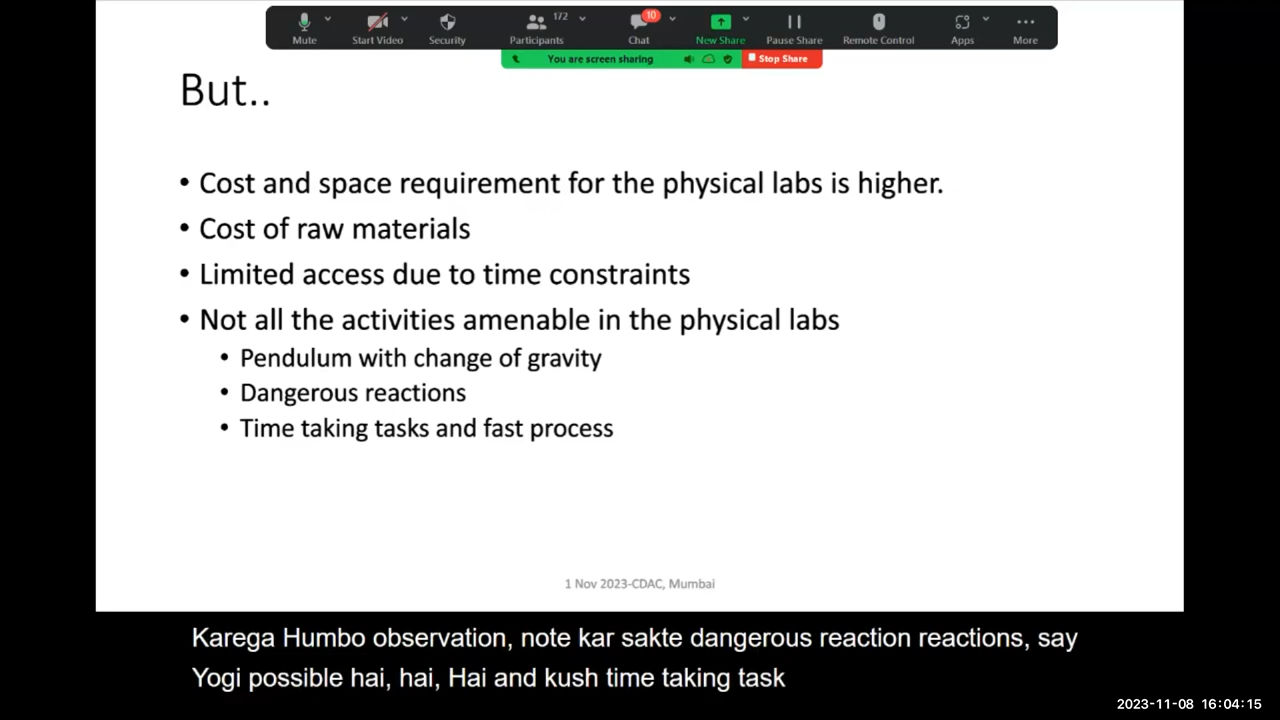 172
10
Mute
Start Video
Security
Participants
Chat
New Share
Pause Share
Remote Control
Apps
More
You are screen sharing
Stop Share
But..
• Cost and space requirement for the physical labs is higher.
• Cost of raw materials
• Limited access due to time constraints
• Not all the activities amenable in the physical labs
• Pendulum with change of gravity
• Dangerous reactions
• Time taking tasks and fast process
1 Nov 2023-CDAC, Mumbai
Karega Humbo observation, note kar sakte dangerous reaction reactions, say
Yogi possible hai, hai, Hai and kush time taking task
2023-11-08 16:04:15